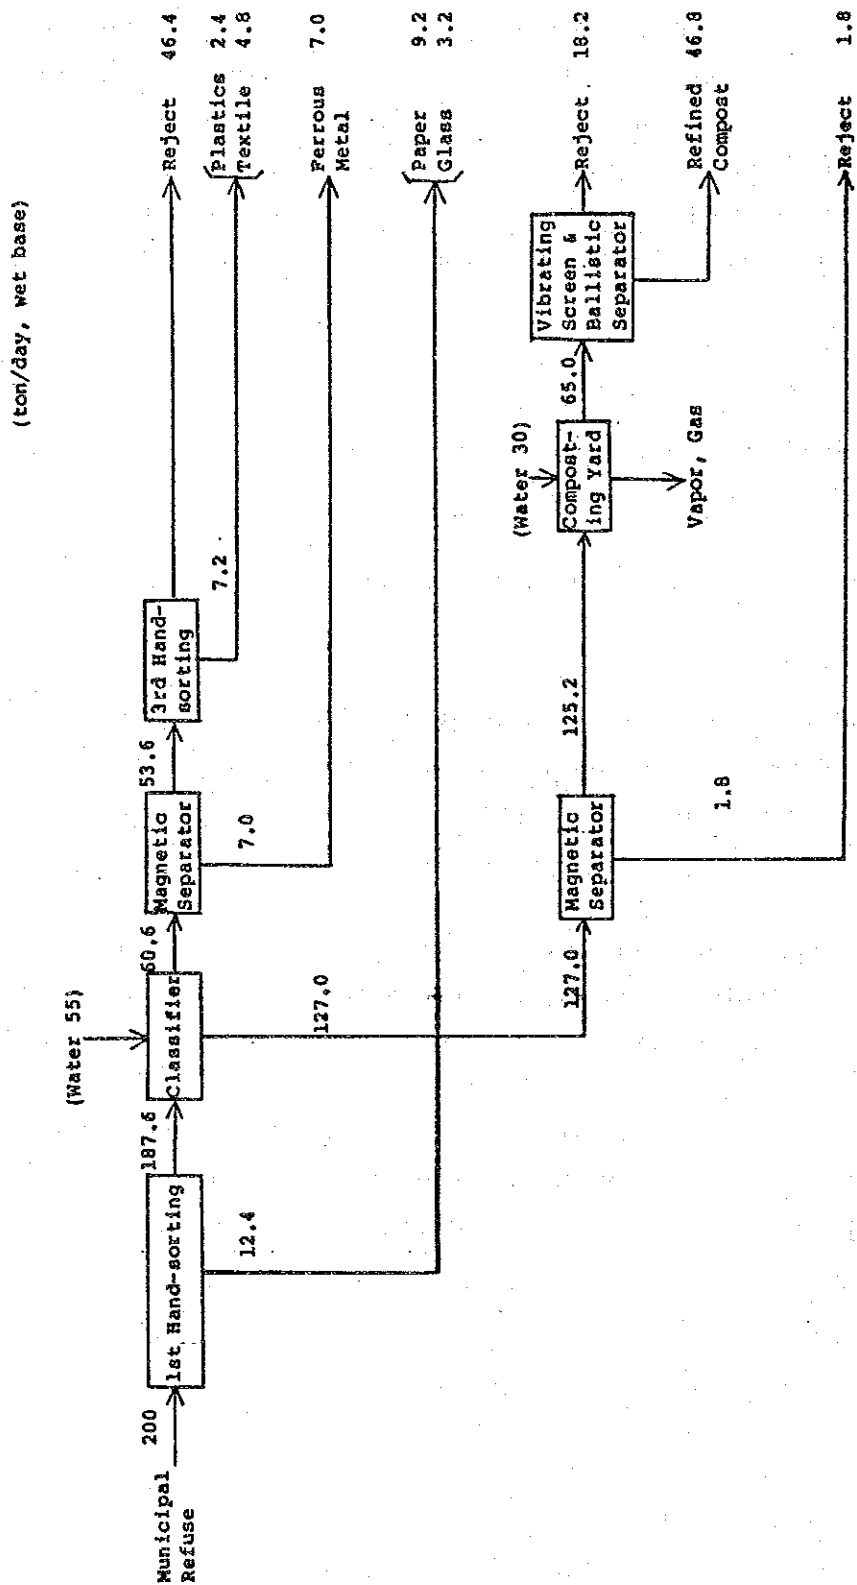 (ton/day, wet base)
Municipal
Refuse
200
1st Hand-sorting
187.6
12.4
(Water 55)
Classifier
60.6
127.0
Magnetic
Separator
53.6
7.0
3rd Hand-
sorting
7.2
Reject 46.4
Plastics 2.4
Textile 4.8
Ferrous 7.0
Metal
Paper 9.2
Glass 3.2
127.0
Magnetic
Separator
125.2
1.8
(Water 30)
Compost-
ing Yard
Vapor, Gas
65.0
Vibrating
Screen &
Ballistic
Separator
Reject. 18.2
Refined 46.8
Compost
Reject 1.8